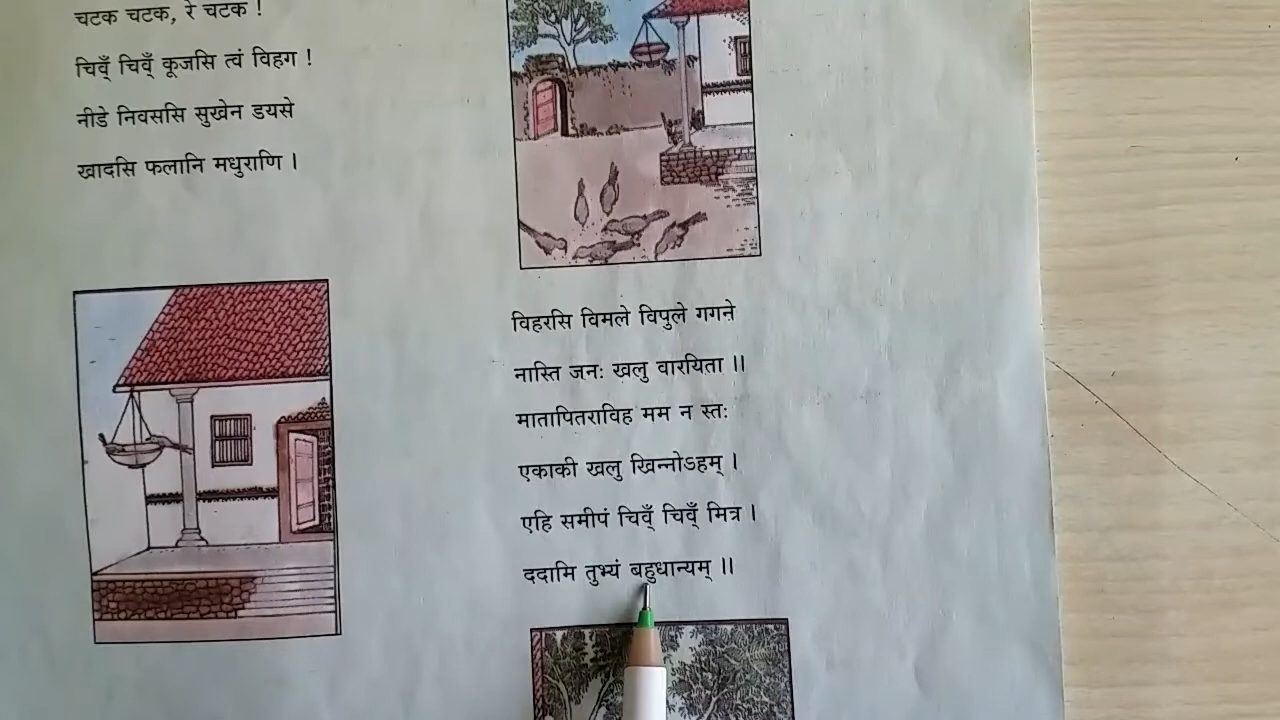 चटक चटक, रे चटक !
चिव्ँ चिव्ँ कूजसि त्वं विहग !
नीडे निवससि सुखेन डयसे
खादसि फलानि मधुराणि ।
विहरसि विमले विपुले गगने
नास्ति जनः खलु वारयिता ।।
मातापितराविह मम न स्तः
एकाकी खलु खिन्नोऽहम् ।
एहि समीपं चिव्ँ चिव्ँ मित्र ।
ददामि तुभ्यं बहुधान्यम् ।।